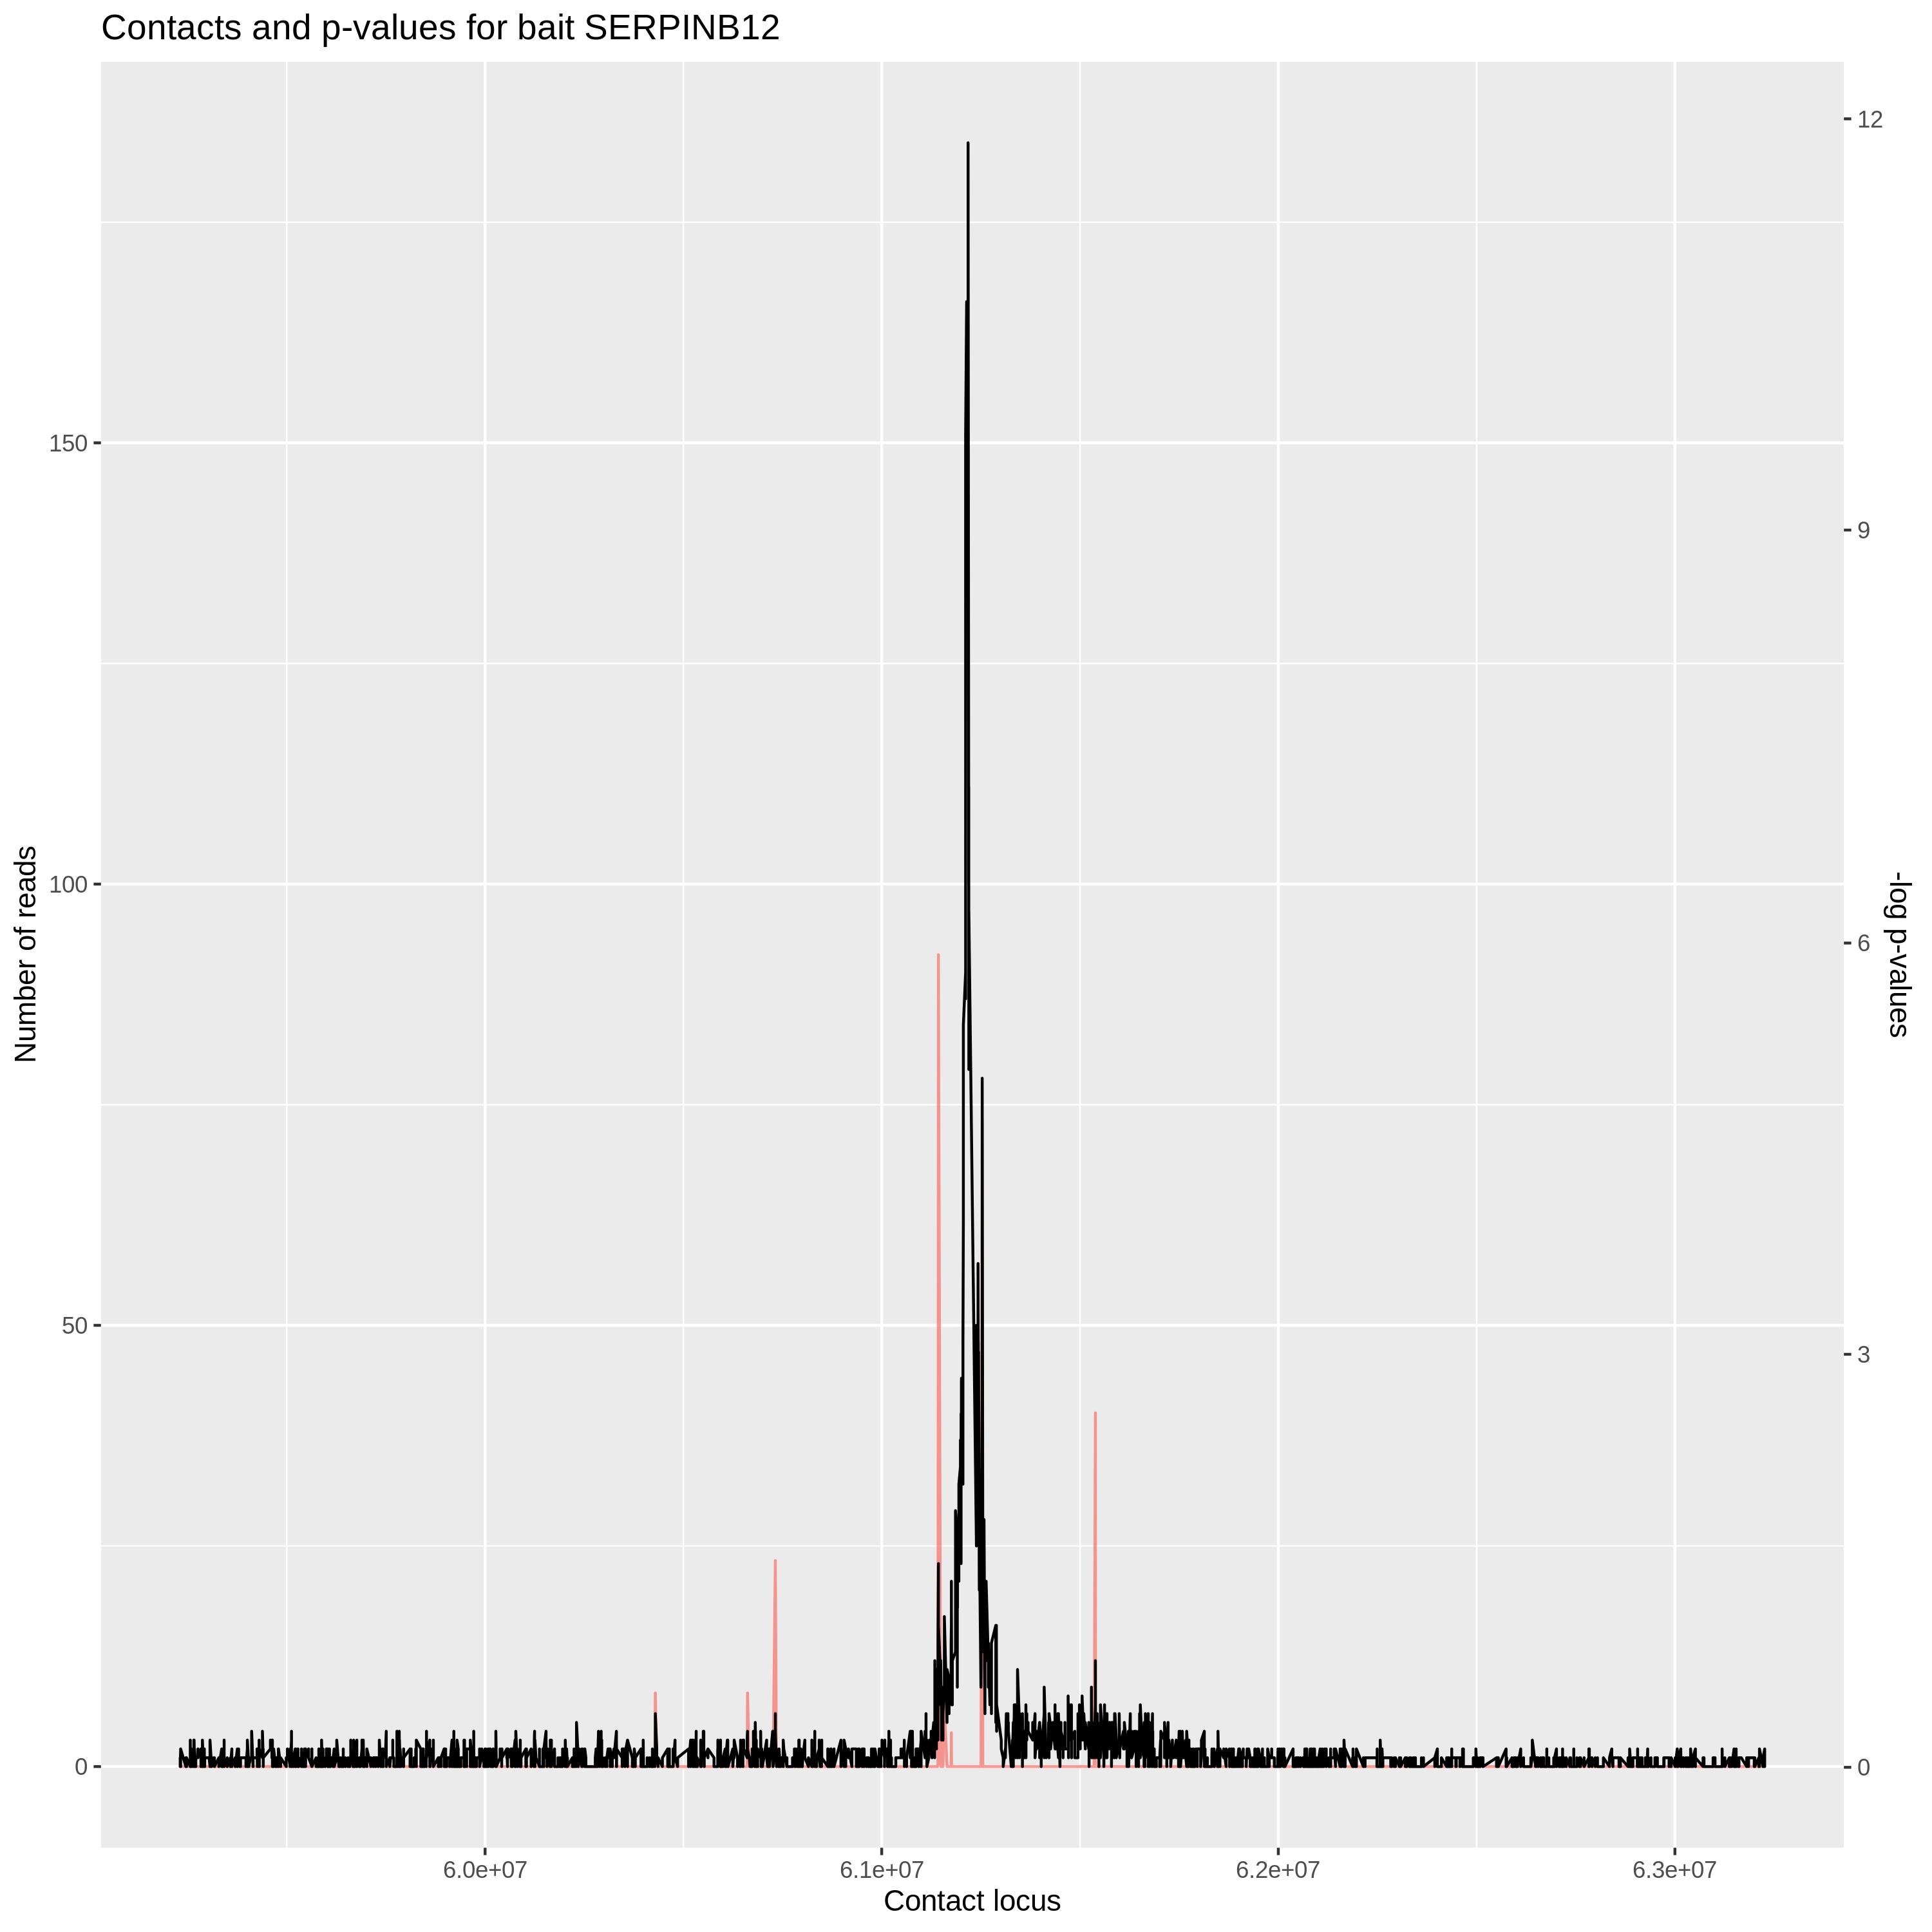 Contacts and p-values for bait SERPINB12
Number of reads
150
100
50
0
12
9
6
3
0
-log p-values
6.0e+07
6.1e+07
6.2e+07
6.3e+07
Contact locus